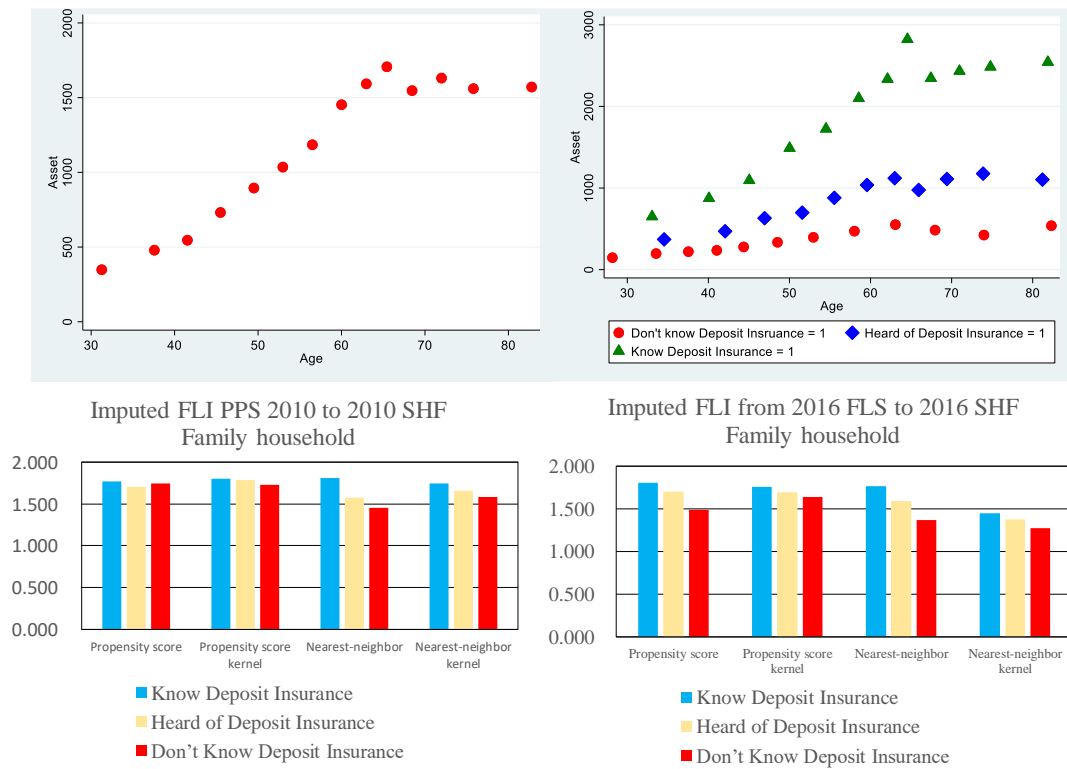 2000
1500
1000
500
0
Asset
30 40 50 60 70 80
Age
3000
2000
1000
0
Asset
30 40 50 60 70 80
Age
Don't know Deposit Insruance = 1 Heard of Deposit Insurance = 1
Know Deposit Insurance = 1
Imputed FLI PPS 2010 to 2010 SHF
Family household
2.000
1.500
1.000
0.500
0.000
Propensity score Propensity score Nearest-neighbor Nearest-neighbor
kernel kernel
Know Deposit Insurance
Heard of Deposit Insurance
Don’t Know Deposit Insurance
Imputed FLI from 2016 FLS to 2016 SHF
Family household
2.000
1.500
1.000
0.500
0.000
Propensity score Propensity score Nearest-neighbor Nearest-neighbor
kernel kernel
Know Deposit Insurance
Heard of Deposit Insurance
Don’t Know Deposit Insurance